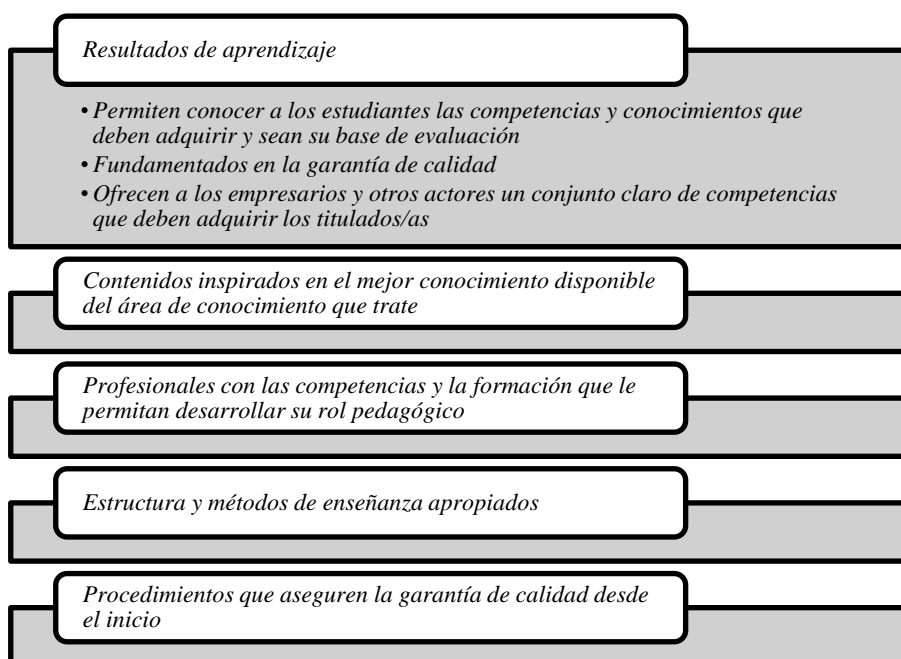 Resultados de aprendizaje
• Permiten conocer a los estudiantes las competencias y conocimientos que
deben adquirir y sean su base de evaluación
• Fundamentados en la garantía de calidad
• Ofrecen a los empresarios y otros actores un conjunto claro de competencias
que deben adquirir los titulados/as
Contenidos inspirados en el mejor conocimiento disponible
del área de conocimiento que trate
Profesionales con las competencias y la formación que le
permitan desarrollar su rol pedagógico
Estructura y métodos de enseñanza apropiados
Procedimientos que aseguren la garantía de calidad desde
el inicio